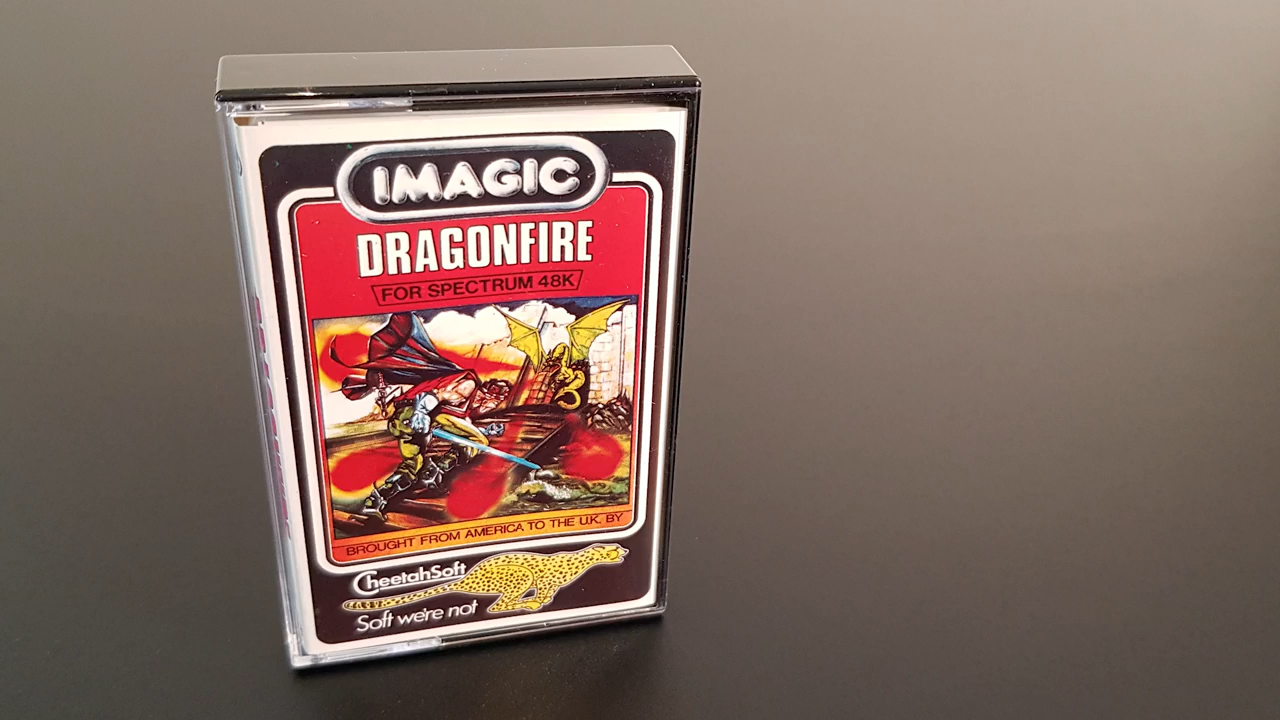 IMAGIC
DRAGONFIRE
FOR SPECTRUM 48K
BROUGHT FROM AMERICA TO THE U.K. BY
CheetahSoft
Soft we're not